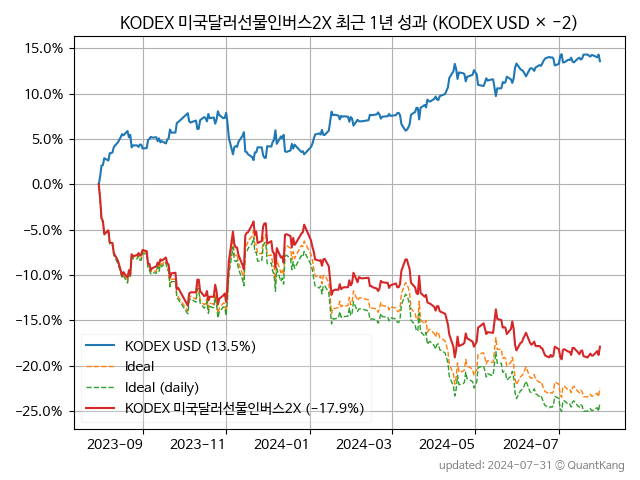 KODEX 미국달러선물인버스2X 최근 1년 성과 (KODEX USD × −2)
15.0%
10.0%
5.0%
0.0%
−5.0%
−10.0%
−15.0%
−20.0%
−25.0%
KODEX USD (13.5%)
Ideal
Ideal (daily)
KODEX 미국달러선물인버스2X (−17.9%)
2023-09
2023-11
2024-01
2024-03
2024-05
2024-07
updated: 2024-07-31 © QuantKang